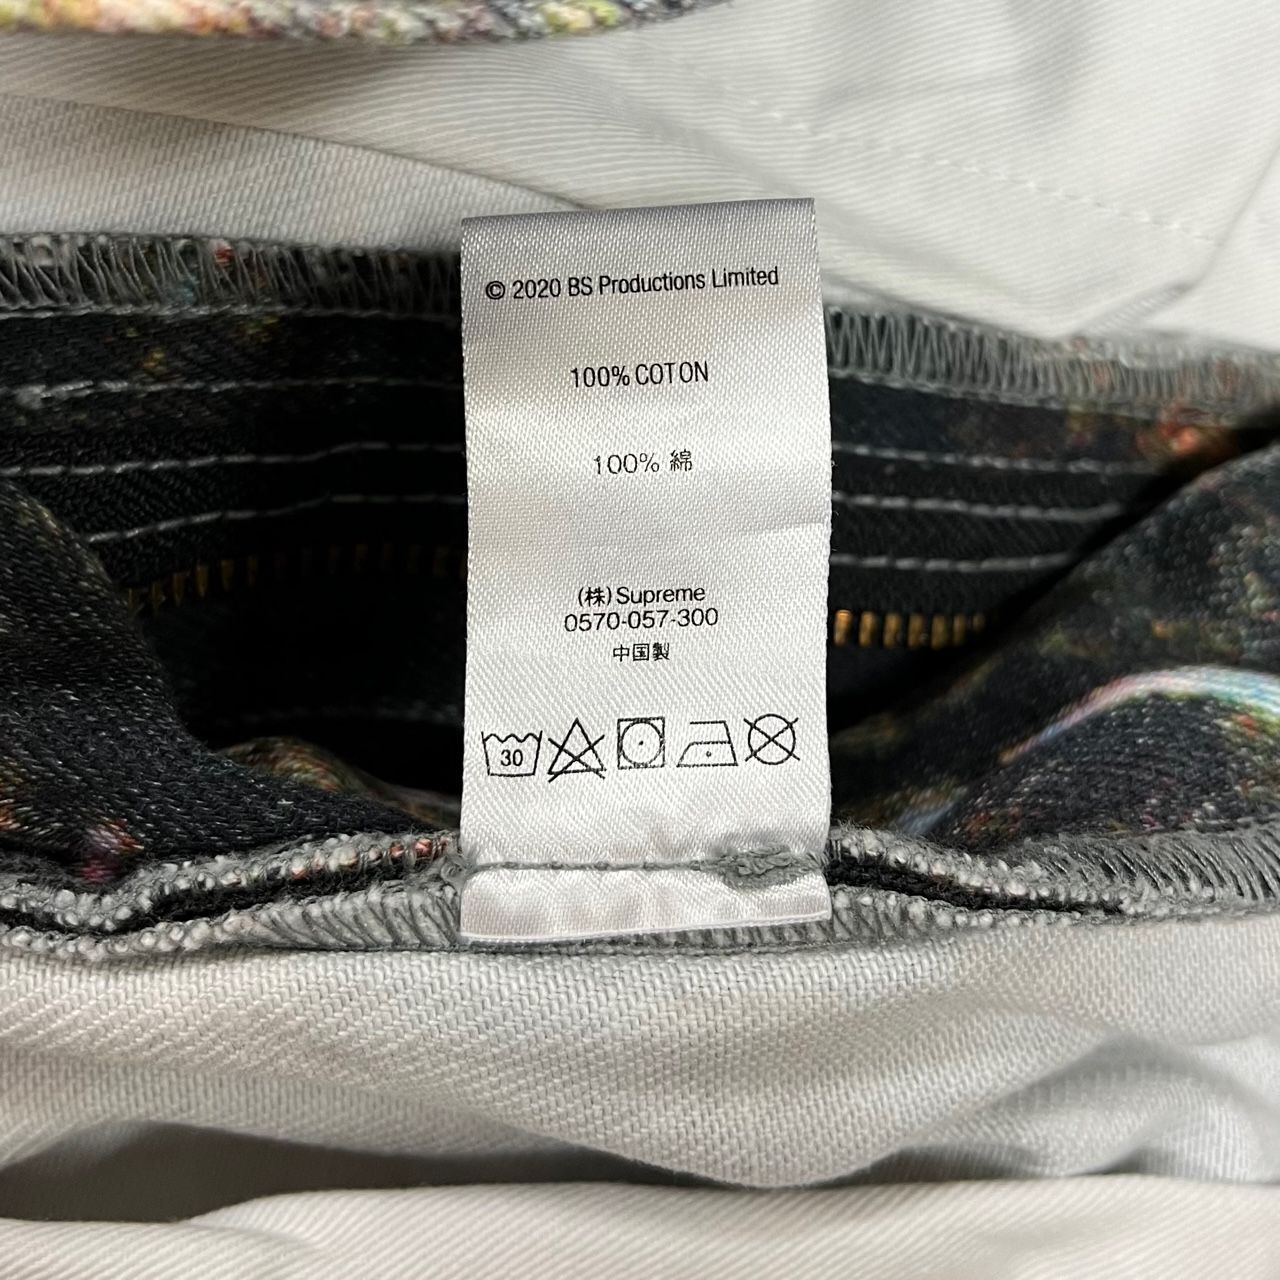 © 2020 BS Productions Limited
100% COTON
100% 綿
(株)Supreme
0570-057-300
中国製
30